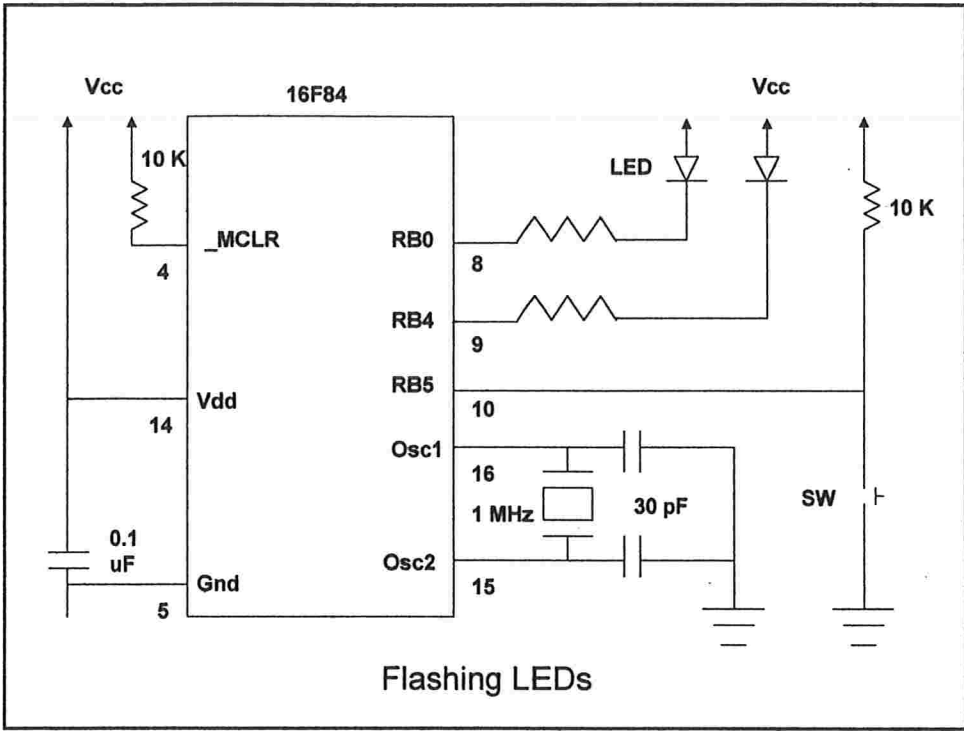 Vcc
16F84
Vcc
10 K
LED
10 K
_MCLR
4
RB0
8
RB4
9
RB5
10
Vdd
14
Osc1
16
1 MHz
30 pF
SW
0.1
uF
Osc2
15
Gnd
5
Flashing LEDs